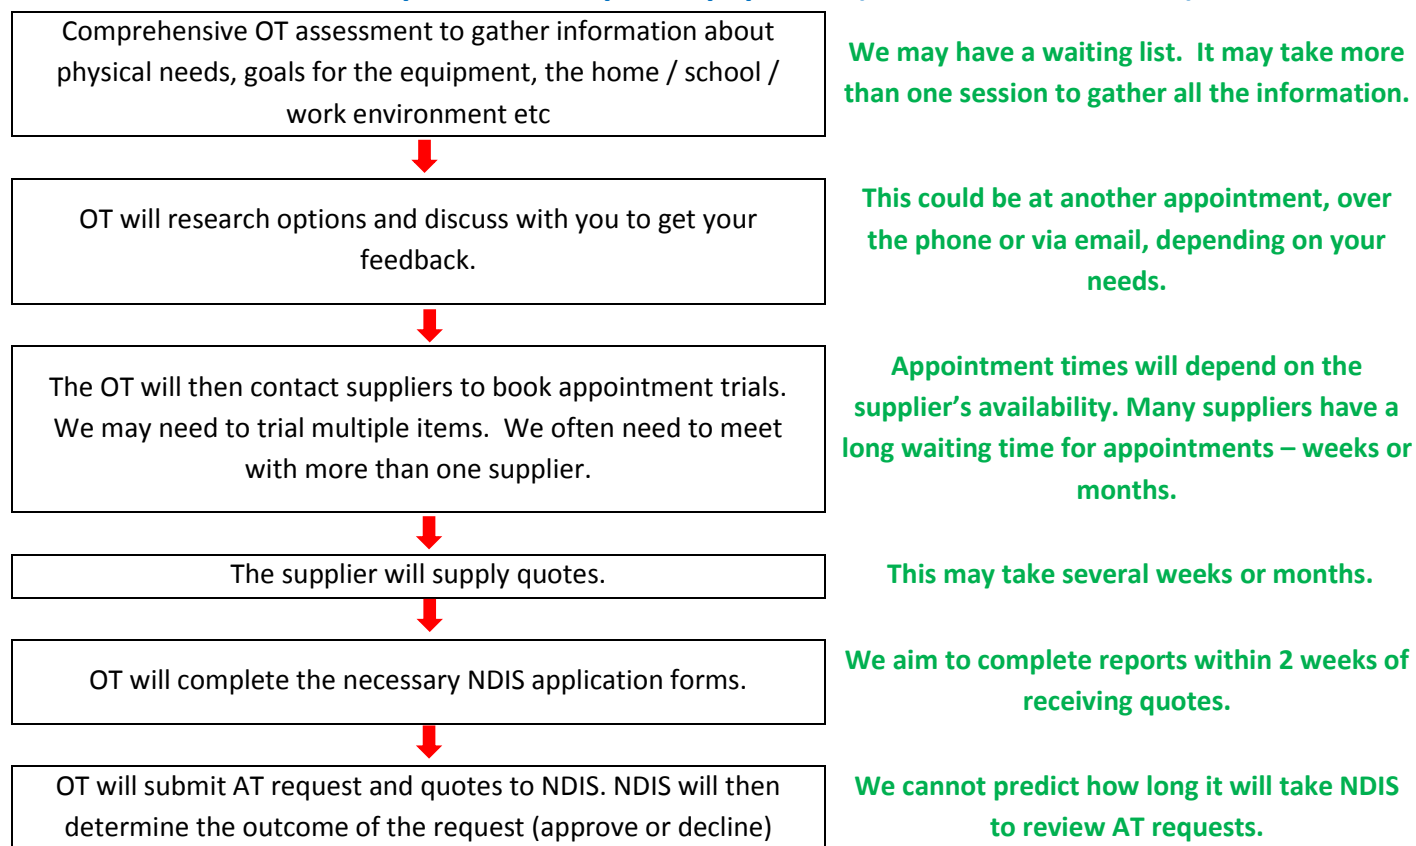 Comprehensive OT assessment to gather information about
physical needs, goals for the equipment, the home / school /
work environment etc
We may have a waiting list.  It may take more
than one session to gather all the information.
OT will research options and discuss with you to get your
feedback.
This could be at another appointment, over
the phone or via email, depending on your
needs.
The OT will then contact suppliers to book appointment trials.
We may need to trial multiple items.  We often need to meet
with more than one supplier.
Appointment times will depend on the
supplier’s availability. Many suppliers have a
long waiting time for appointments – weeks or
months.
The supplier will supply quotes.
This may take several weeks or months.
OT will complete the necessary NDIS application forms.
We aim to complete reports within 2 weeks of
receiving quotes.
OT will submit AT request and quotes to NDIS. NDIS will then
determine the outcome of the request (approve or decline)
We cannot predict how long it will take NDIS
to review AT requests.